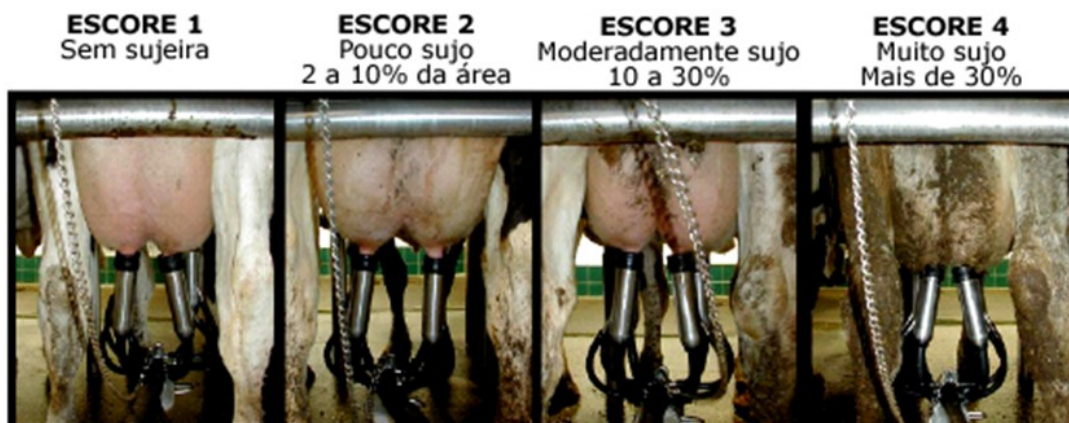 ESCORE 1
Sem sujeira
ESCORE 2
Pouco sujo
2 a 10% da área
ESCORE 3
Moderadamente sujo
10 a 30%
ESCORE 4
Muito sujo
Mais de 30%